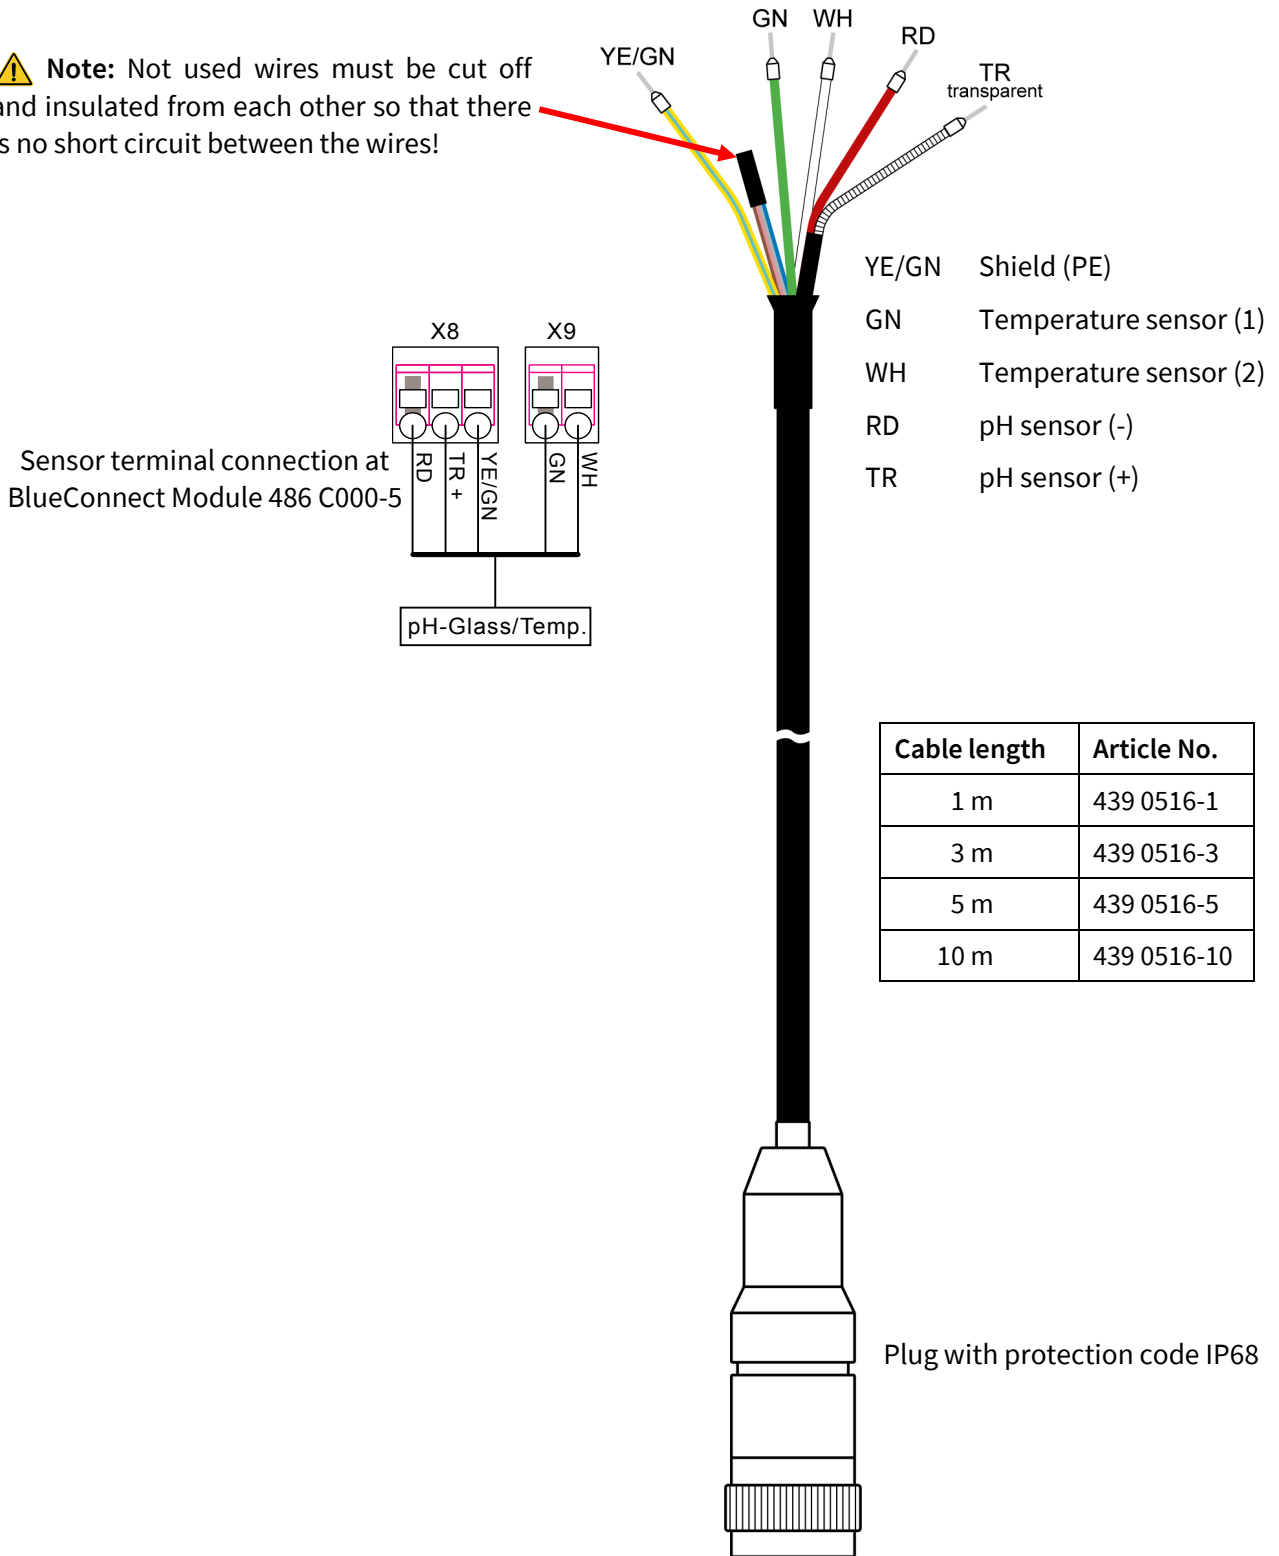 GN WH
RD
YE/GN
TR
transparent
Note: Not used wires must be cut off
and insulated from each other so that there
s no short circuit between the wires!
YE/GN Shield (PE)
GN Temperature sensor (1)
WH Temperature sensor (2)
RD pH sensor (-)
TR pH sensor (+)
X8 X9
Sensor terminal connection at
BlueConnect Module 486 C000-5
RD
TR +
YE/GN
GN
WH
pH-Glass/Temp.
Cable length Article No.
1 m 439 0516-1
3 m 439 0516-3
5 m 439 0516-5
10 m 439 0516-10
Plug with protection code IP68